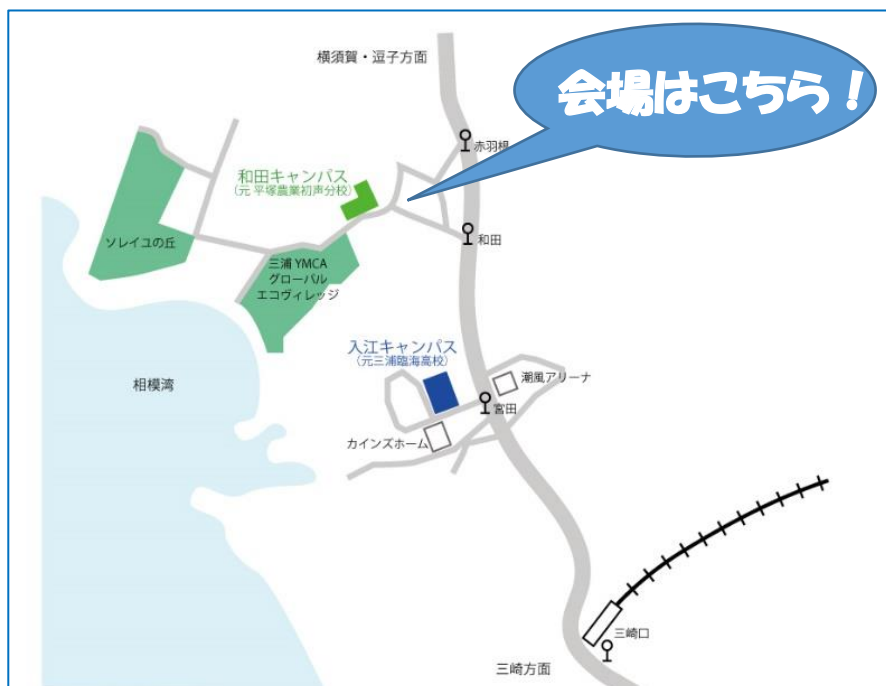 横須賀・逗子方面
会場はこちら！
赤羽根
和田キャンパス
(元 平塚農業初声分校)
和田
ソレイユの丘
三浦 YMCA
グローバル
エコヴィレッジ
入江キャンパス
(元三浦臨海高校)
潮風アリーナ
相模湾
宮田
カインズホーム
三崎口
三崎方面